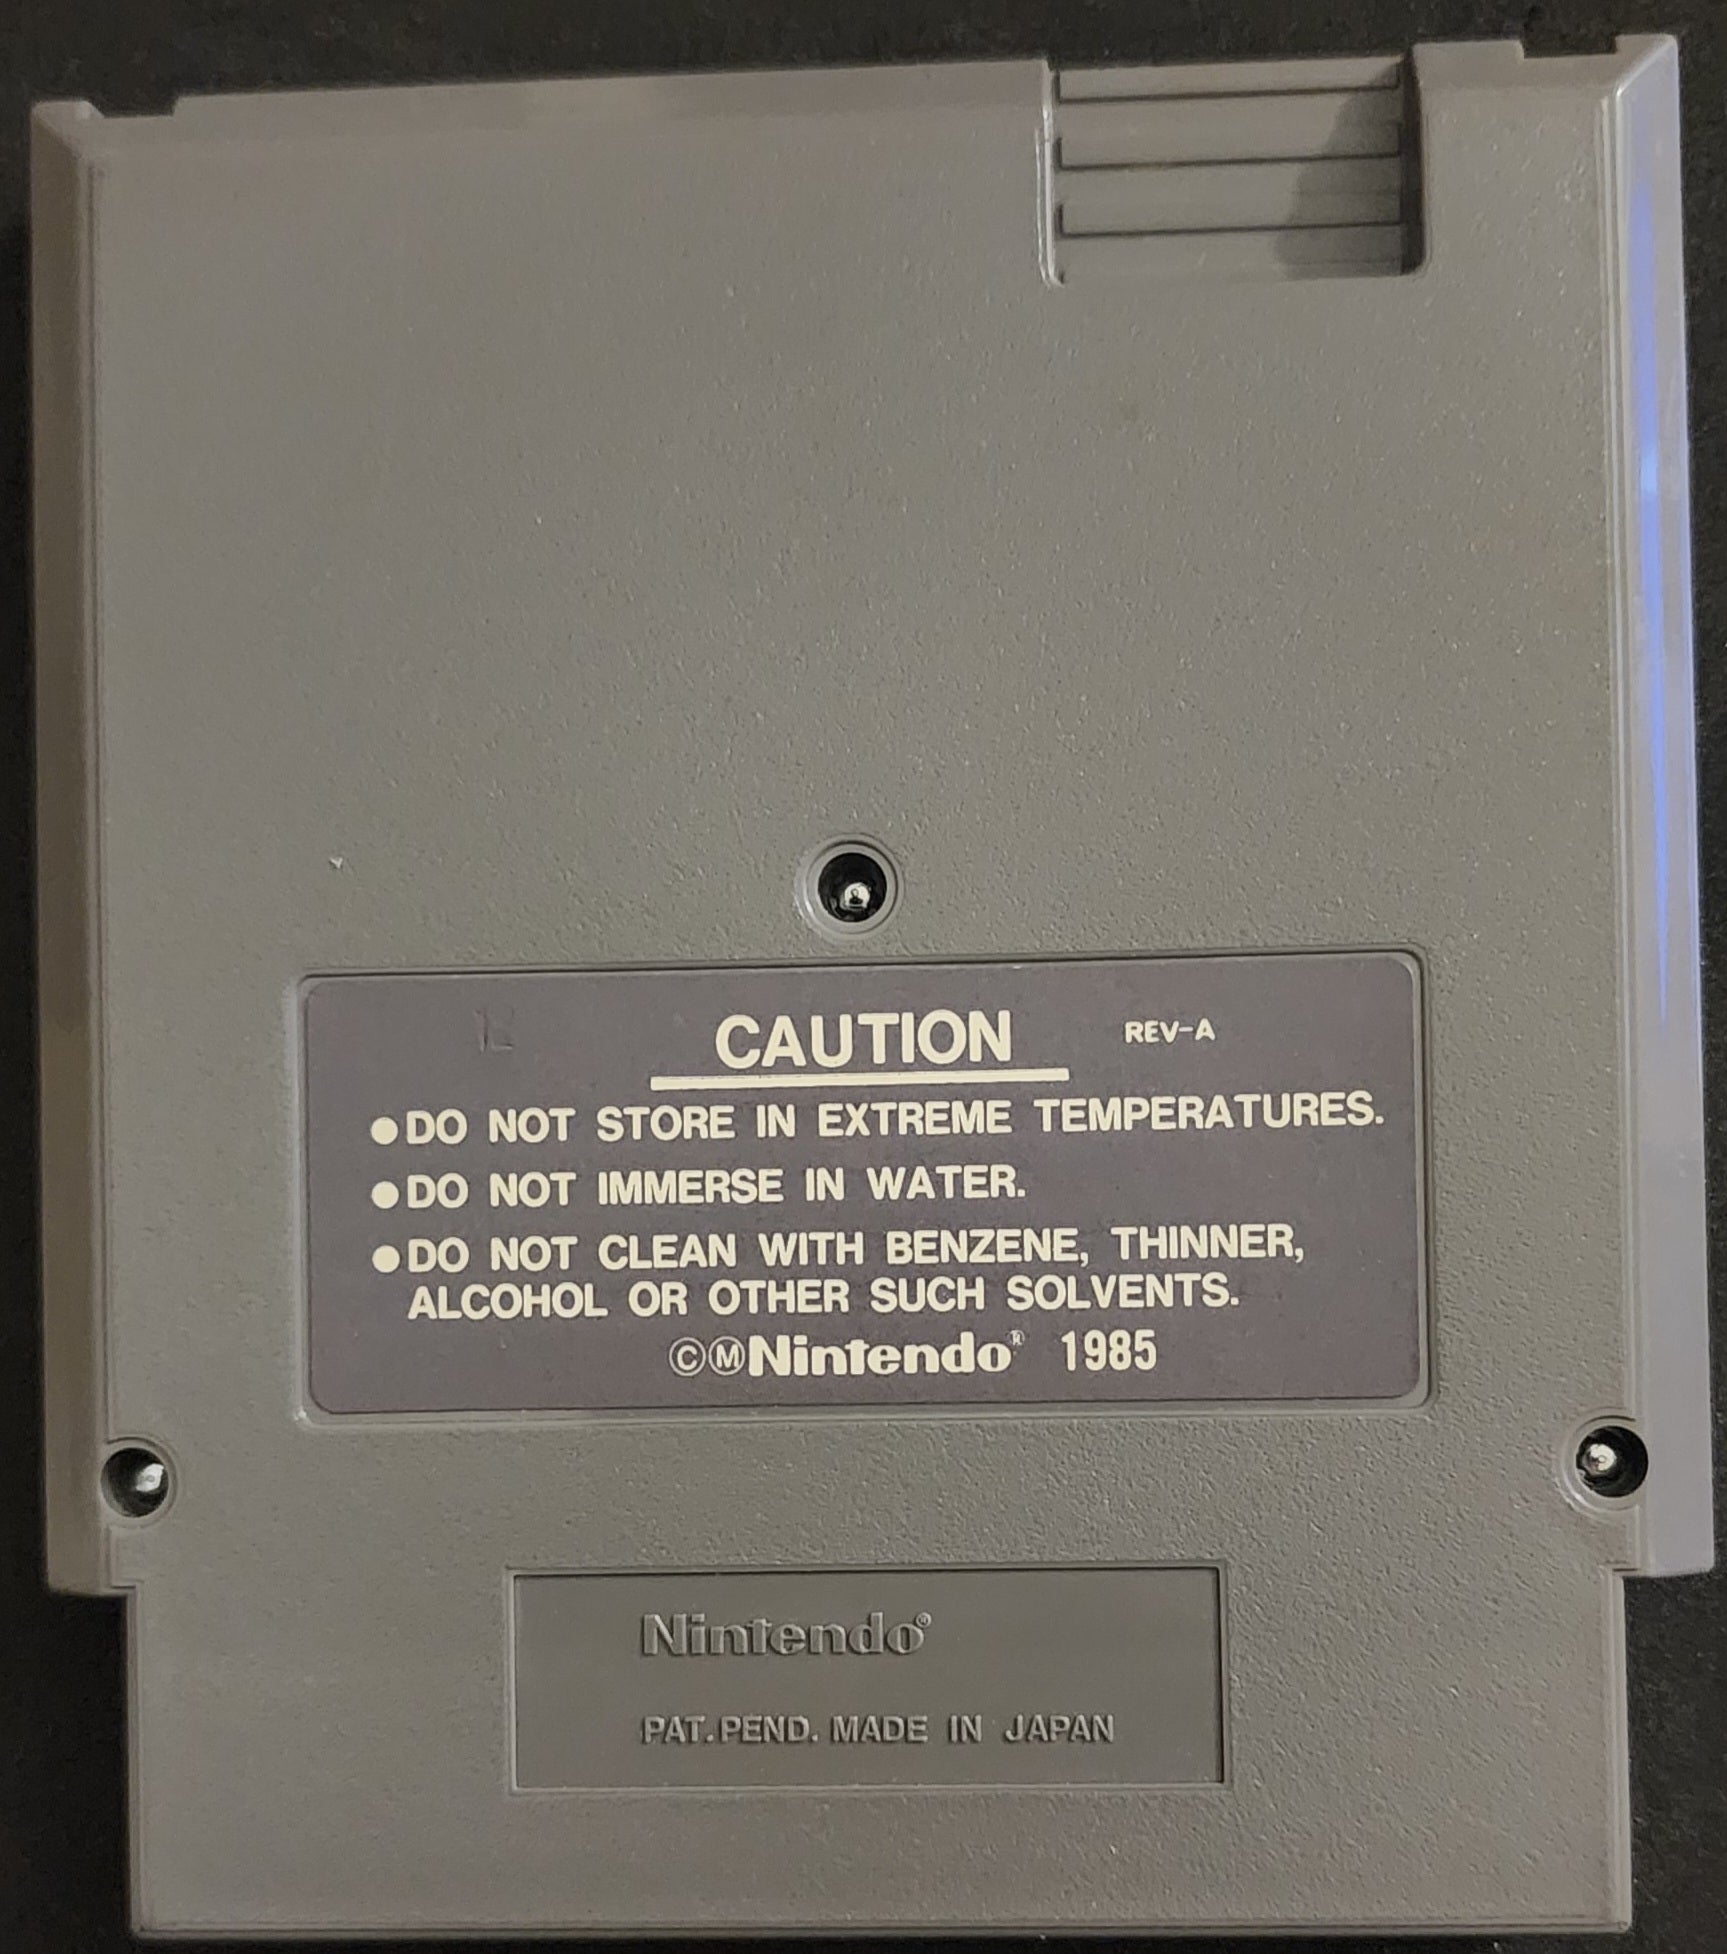 CAUTION REV-A
●DO NOT STORE IN EXTREME TEMPERATURES.
●DO NOT IMMERSE IN WATER.
●DO NOT CLEAN WITH BENZENE, THINNER,
ALCOHOL OR OTHER SUCH SOLVENTS.
©ⓂNintendo® 1985
Nintendo®
PAT.PEND. MADE IN JAPAN